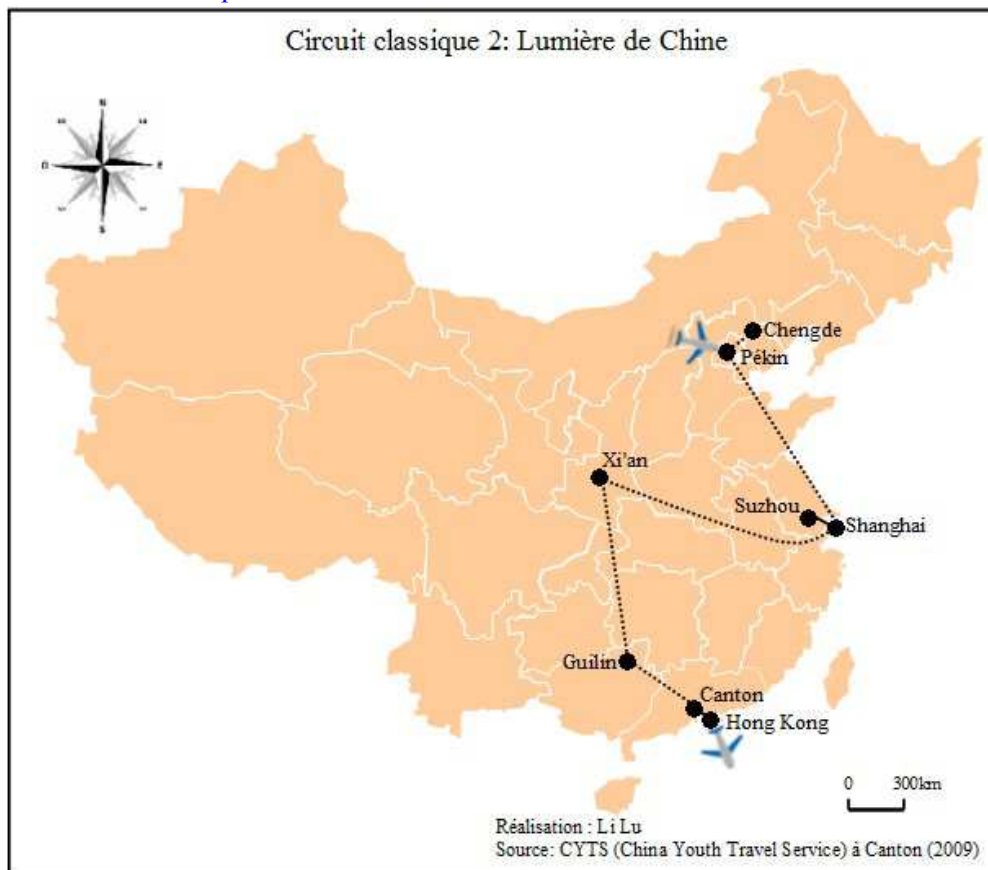 Circuit classique 2: Lumière de Chine
N
O
E
S
Chengde
Pékin
Xi'an
Suzhou
Shanghai
Guilin
Canton
Hong Kong
0 300km
Réalisation : Li Lu
Source: CYTS (China Youth Travel Service) à Canton (2009)